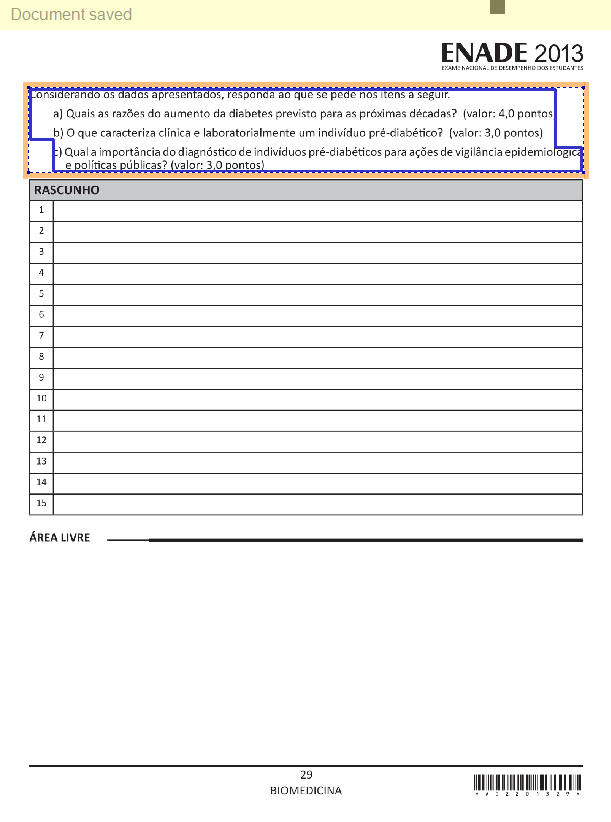 Document saved
ENADE 2013
EXAME NACIONAL DE DESEMPENHO DOS ESTUDANTES
Considerando os dados apresentados, responda ao que se pede nos itens a seguir.
a) Quais as razões do aumento da diabetes previsto para as próximas décadas? (valor: 4,0 pontos)
b) O que caracteriza clínica e laboratorialmente um indivíduo pré-diabético? (valor: 3,0 pontos)
c) Qual a importância do diagnóstico de indivíduos pré-diabéticos para ações de vigilância epidemiológica
e políticas públicas? (valor: 3,0 pontos)
RASCUNHO
1
2
3
4
5
6
7
8
9
10
11
12
13
14
15
ÁREA LIVRE
29
BIOMEDICINA